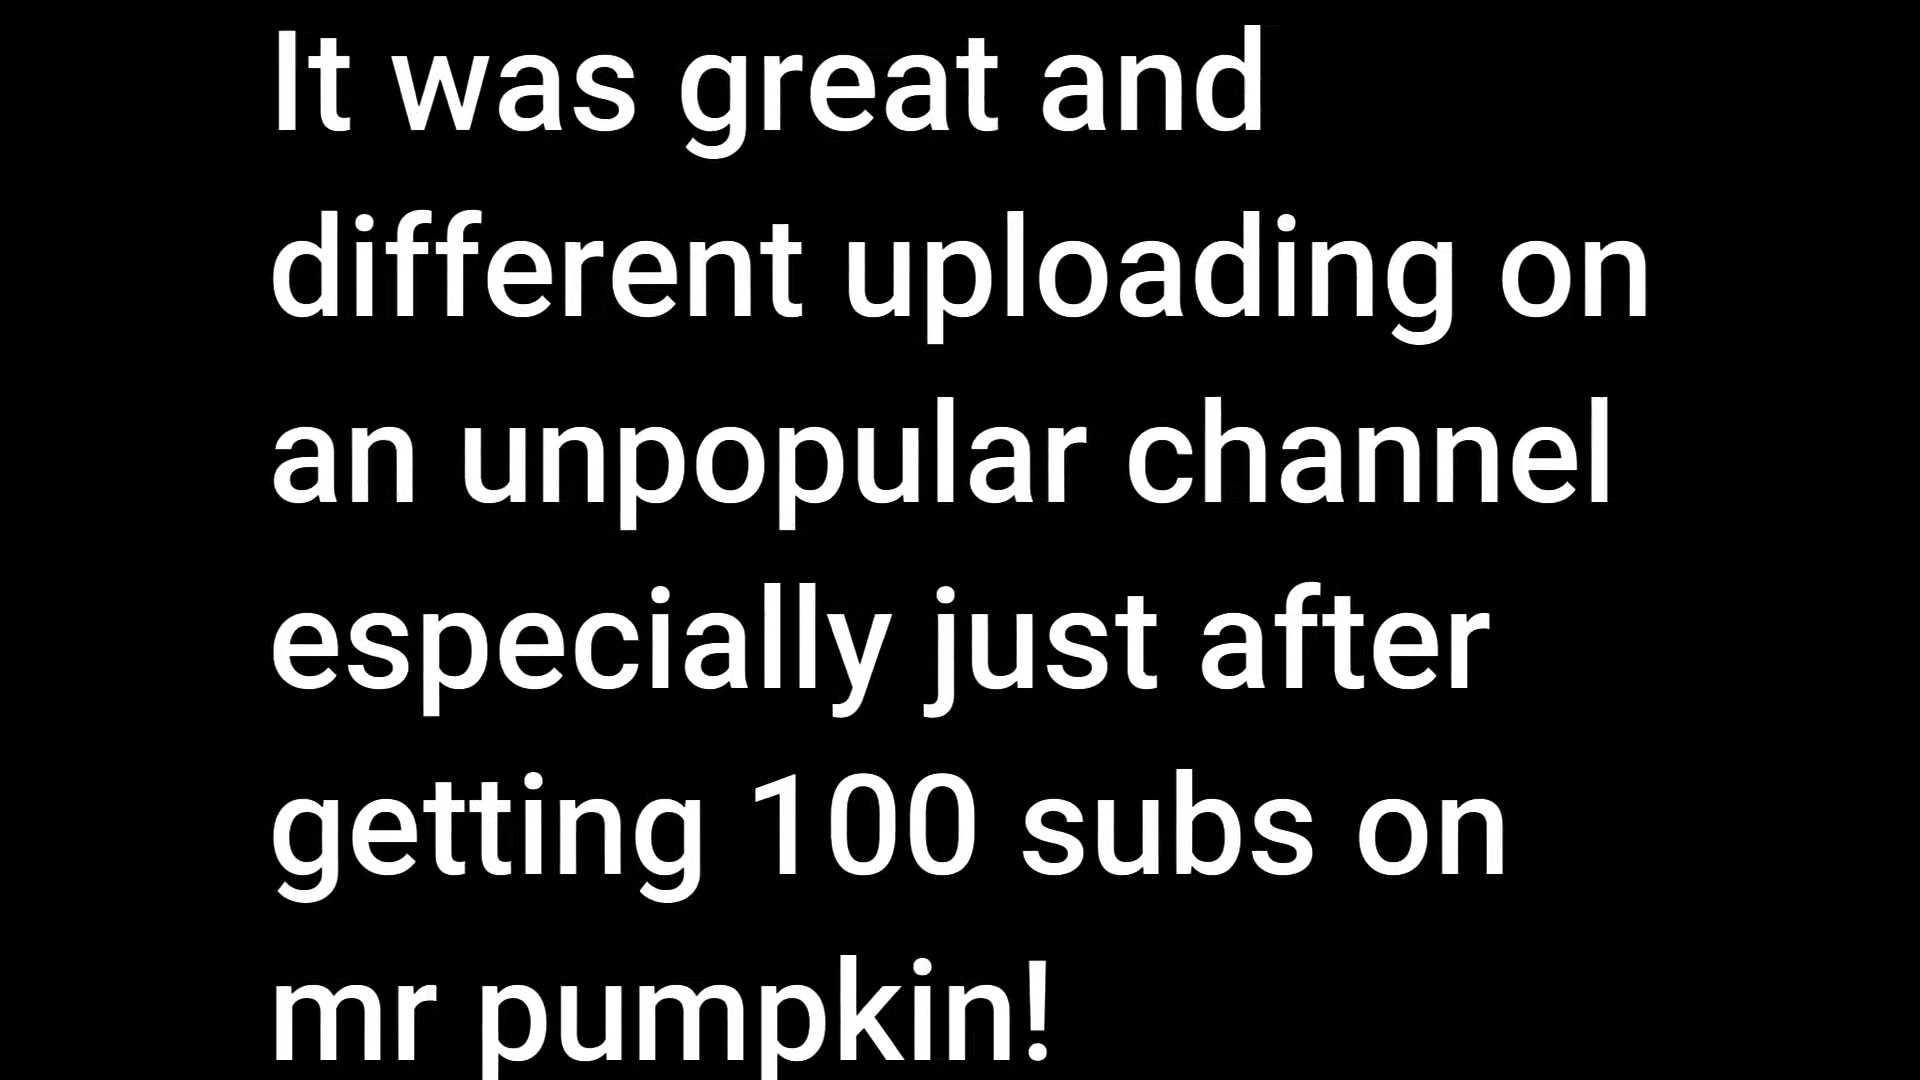 It was great and
different uploading on
an unpopular channel
especially just after
getting 100 subs on
mr pumpkin!